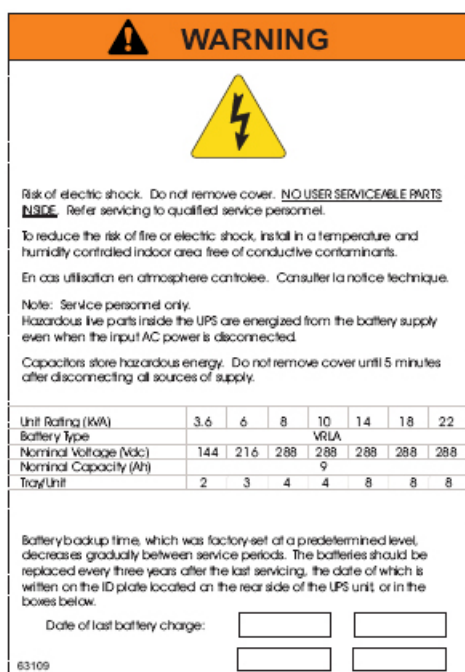 WARNING
Risk of electric shock. Do not remove cover. NO USER SERVICEABLE PARTS
INSIDE. Refer servicing to qualified service personnel.
To reduce the risk of fire or electric shock, install in a temperature and
humidity controlled indoor area free of conductive contaminants.
En cas utilisation en atmosphere controlee. Consulter la notice technique.
Note: Service personnel only.
Hazardous live parts inside the UPS are energized from the battery supply
even when the input AC power is disconnected.
Capacitors store hazardous energy. Do not remove cover until 5 minutes
after disconnecting all sources of supply.
Unit Rating (kVA) 3.6 6 8 10 14 18 22
Battery Type VRLA
Nominal Voltage (Vdc) 144 216 288 288 288 288 288
Nominal Capacity (Ah) 9
Tray/Unit 2 3 4 4 8 8 8
Battery backup time, which was factory-set at a predetermined level,
decreases gradually between service periods. The batteries should be
replaced every three years after the last servicing, the date of which is
written on the ID plate located on the rear side of the UPS unit, or in the
boxes below.
Date of last battery charge:
63109